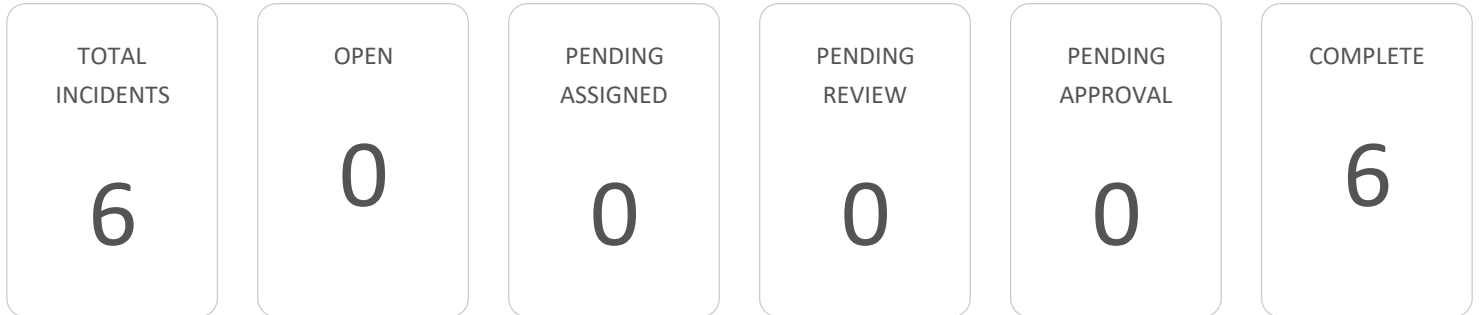 TOTAL
INCIDENTS
6
OPEN
0
PENDING
ASSIGNED
0
PENDING
REVIEW
0
PENDING
APPROVAL
0
COMPLETE
6